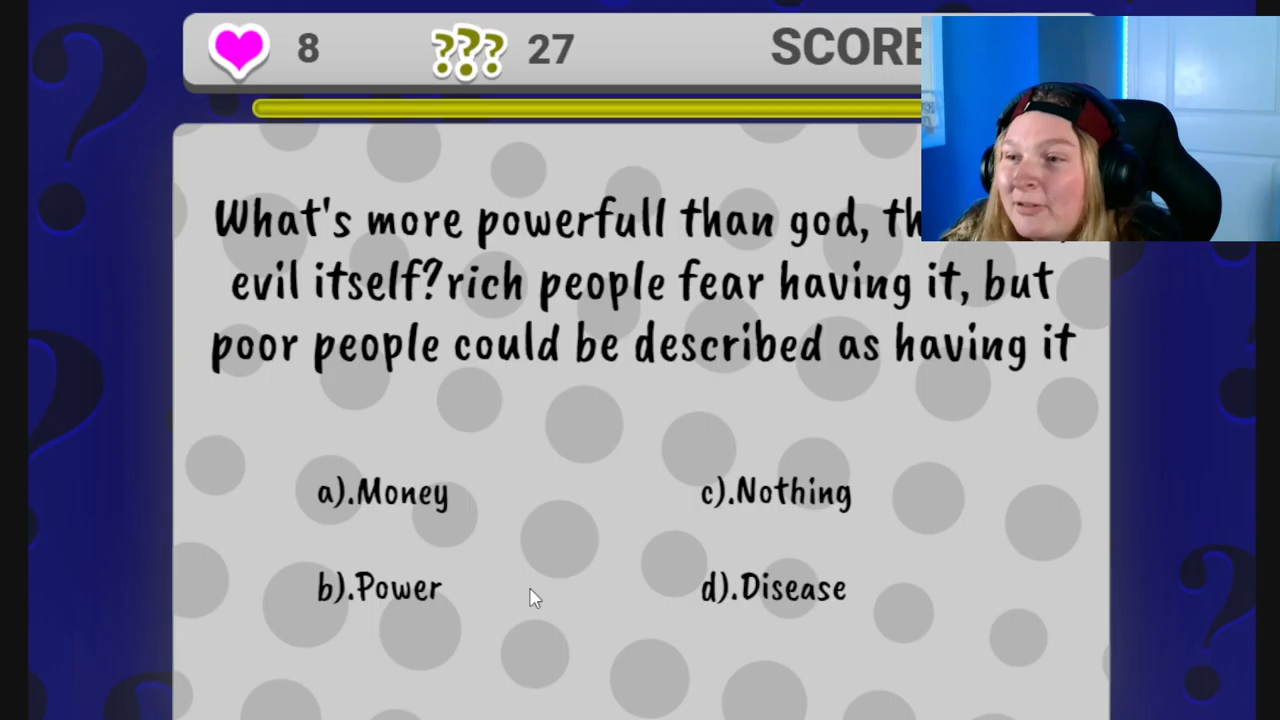 8 ??? 27 SCORE
What's more powerfull than god,
evil itself?rich people fear having it, but
poor people could be described as having it
a).Money
c).Nothing
b).Power
d).Disease